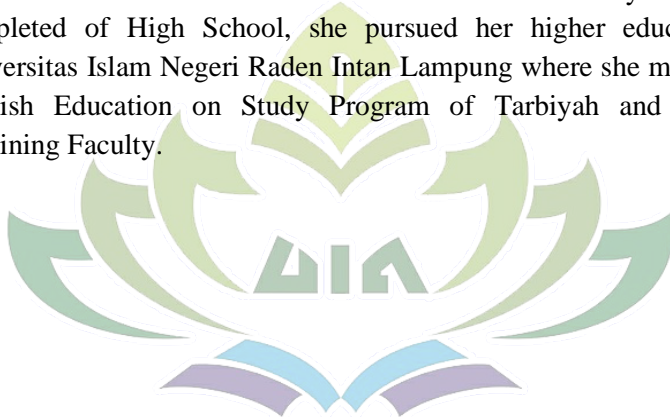 pleted of High School, she pursued her higher educ
versitas Islam Negeri Raden Intan Lampung where she m
ish Education on Study Program of Tarbiyah and
ining Faculty.
UIN